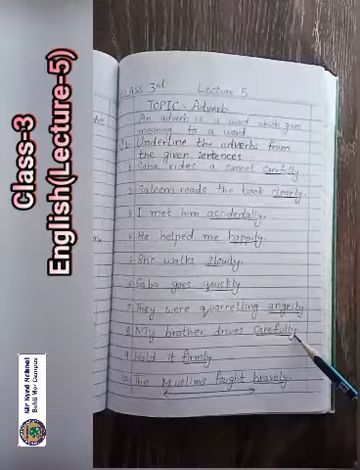 Class-3
English(Lecture-5)
CLASS 3rd Lecture 5
TOPIC: Adverb
An adverb is a word which gives
meaning to a word
Underline the adverbs from
the given sentences
1 Saba rides a camel carefully
2 Saleem reads the book clearly
3 I met him accidentally.
4 He helped me happily.
5 She walks slowly.
6 Saba goes quickly
7 They were quarrelling angerily
8 My brother drives carefully
9 Hold it firmly
10 The Muslims fought bravely.